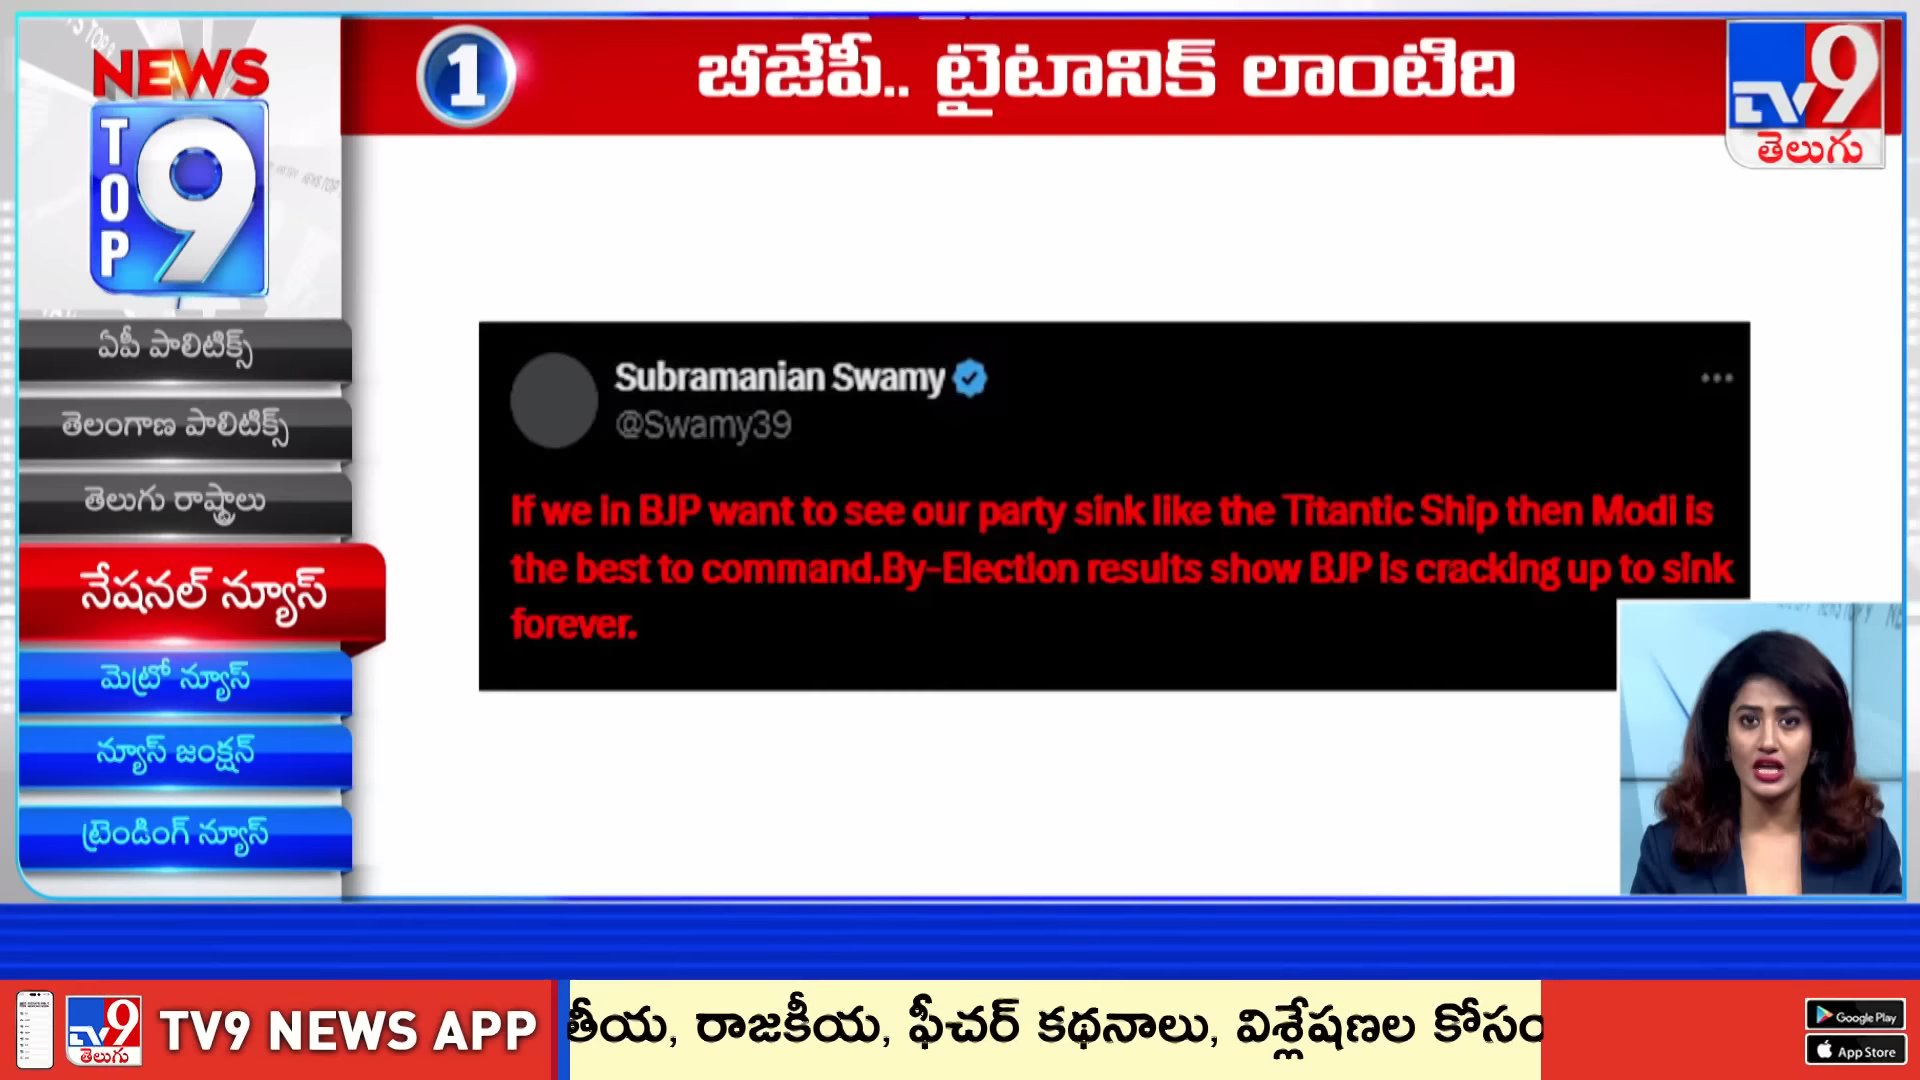 NEWS
TOP
9
1
బీజేపీ.. టైటానిక్ లాంటిది
TV9
తెలుగు
ఏపీ పాలిటిక్స్
తెలంగాణ పాలిటిక్స్
తెలుగు రాష్ట్రాలు
నేషనల్ న్యూస్
మెట్రో న్యూస్
న్యూస్ జంక్షన్
ట్రెండింగ్ న్యూస్
Subramanian Swamy
@Swamy39
If we in BJP want to see our party sink like the Titantic Ship then Modi is
the best to command.By-Election results show BJP is cracking up to sink
forever.
TV9
తెలుగు
TV9 NEWS APP
తీయ, రాజకీయ, ఫీచర్ కథనాలు, విశ్లేషణల కోసం
Google Play
App Store